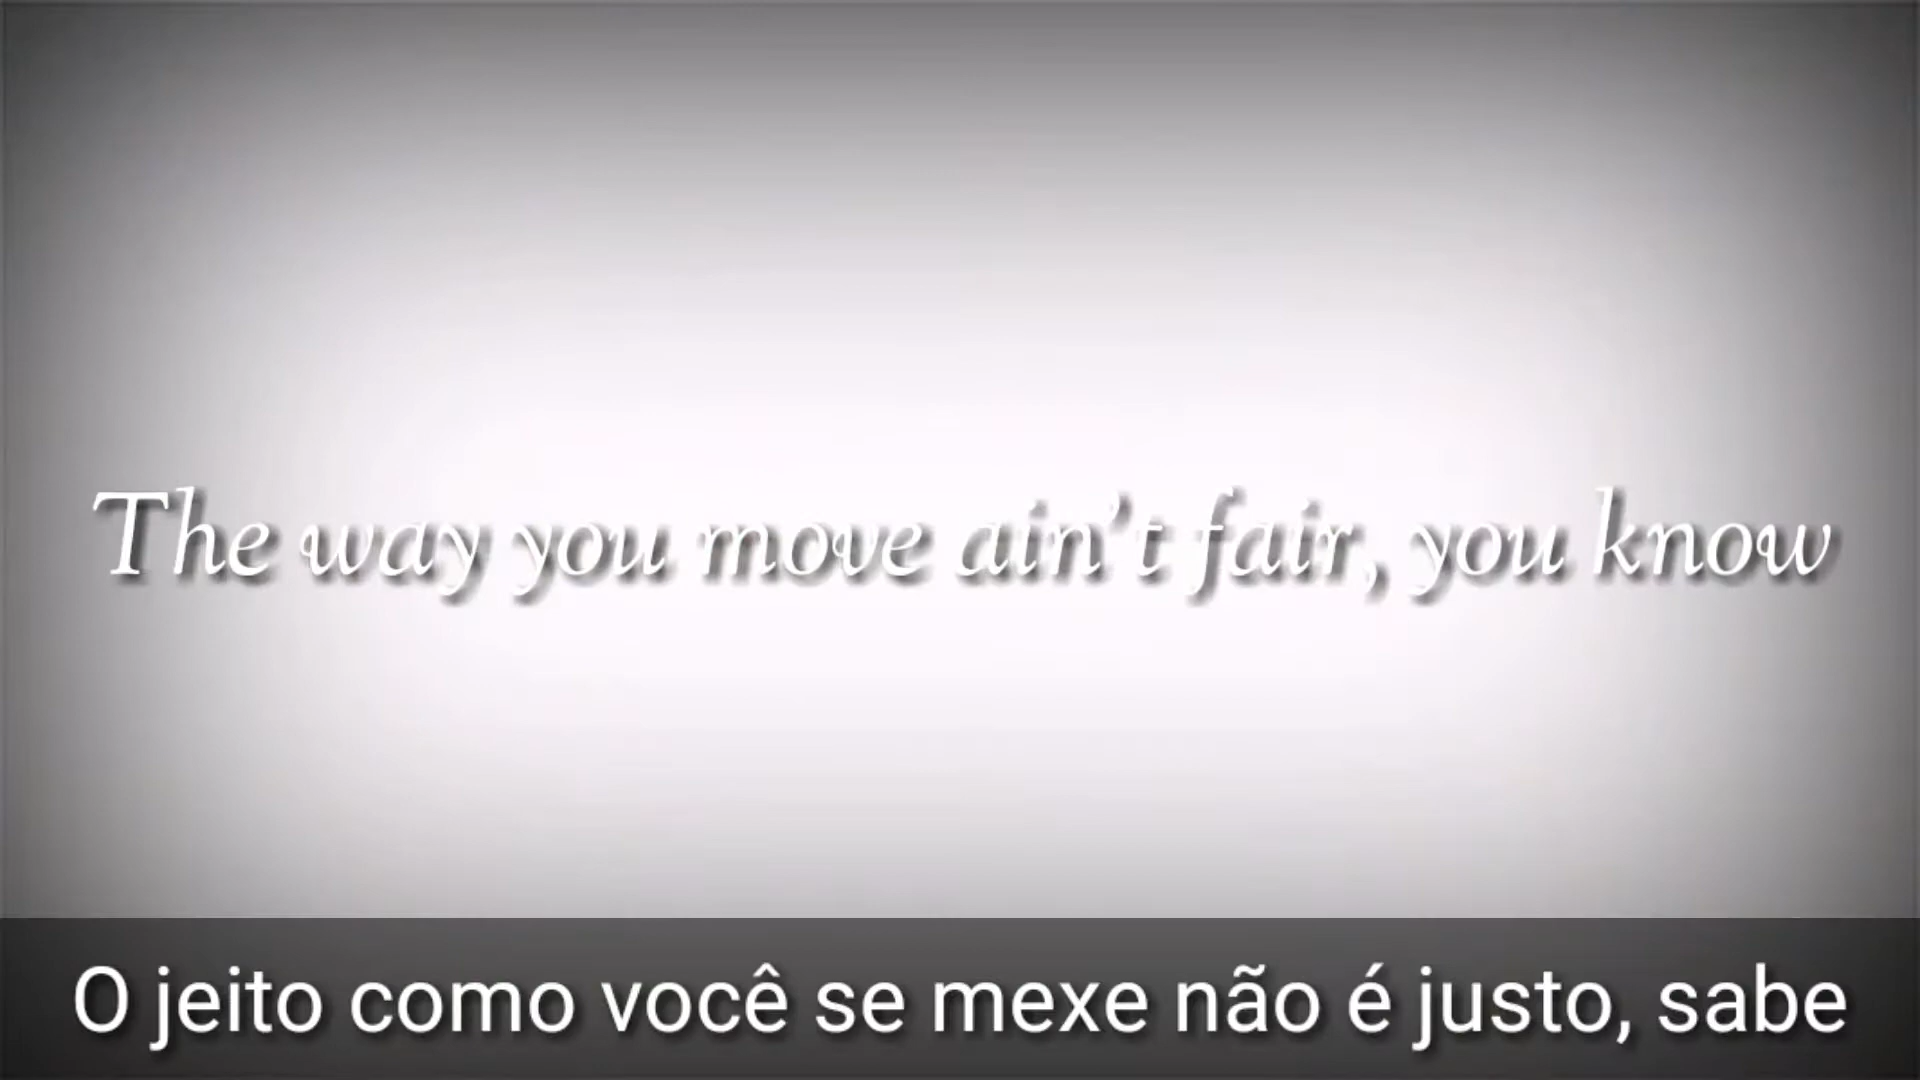 The way you move ain't fair, you know
O jeito como você se mexe não é justo, sabe